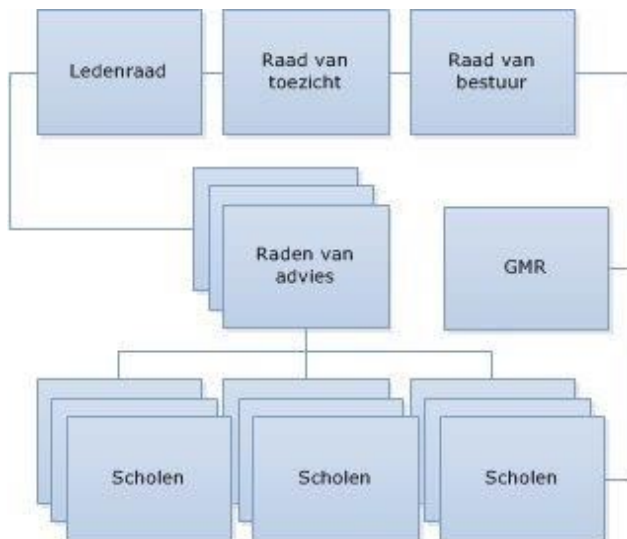 Ledenraad
Raad van
toezicht
Raad van
bestuur
Raden van
advies
GMR
Scholen
Scholen
Scholen